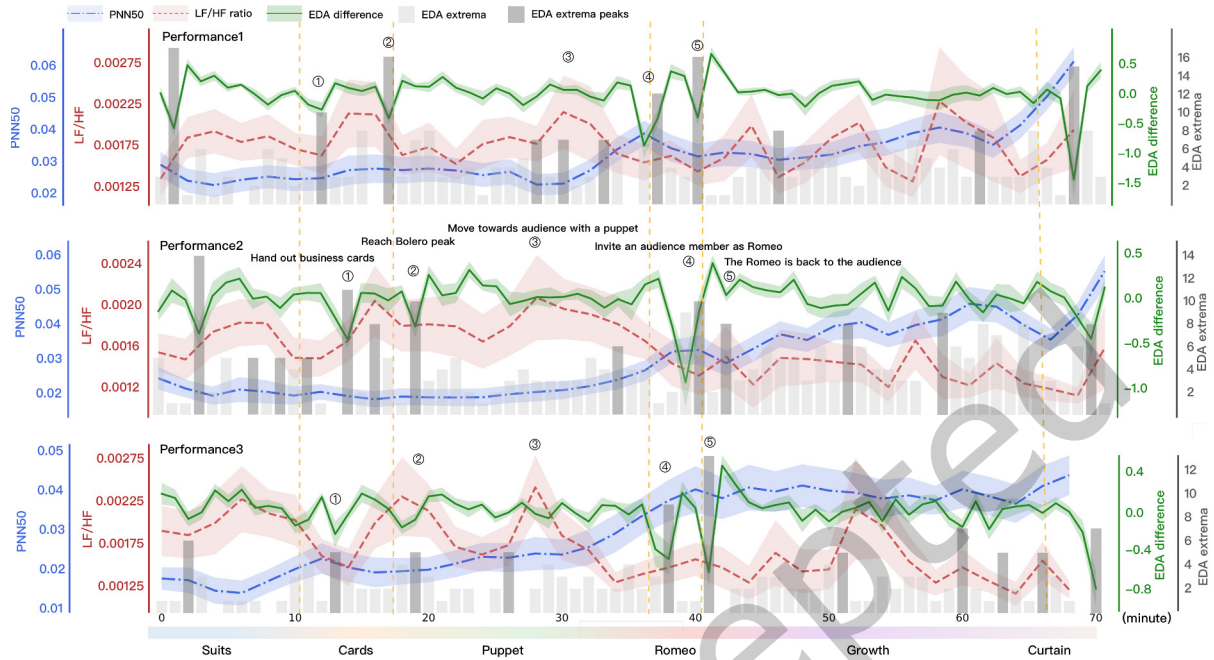 PNN50 LF/HF ratio EDA difference EDA extrema EDA extrema peaks
Performance1
PNN50
0.06
0.05
0.04
0.03
0.02
LF/HF
0.00275
0.00225
0.00175
0.00125
① ② ③ ④ ⑤
EDA difference
0.5
0.0
−0.5
−1.0
−1.5
EDA extrema
16
14
12
10
8
6
4
2
Performance2
PNN50
0.06
0.05
0.04
0.03
0.02
LF/HF
0.0024
0.0020
0.0016
0.0012
Hand out business cards
①
Reach Bolero peak
②
Move towards audience with a puppet
③
Invite an audience member as Romeo
④
The Romeo is back to the audience
⑤
EDA difference
0.5
0.0
−0.5
−1.0
EDA extrema
14
12
10
8
6
4
2
Performance3
PNN50
0.05
0.04
0.03
0.02
0.01
LF/HF
0.00275
0.00225
0.00175
0.00125
① ② ③ ④ ⑤
EDA difference
0.4
0.0
−0.4
−0.8
EDA extrema
12
10
8
6
4
2
0 10 20 30 40 50 60 70 (minute)
Suits Cards Puppet Romeo Growth Curtain
epted